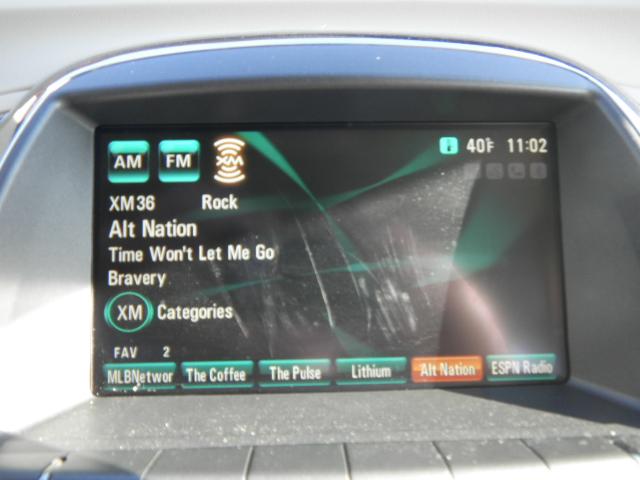 AM FM XM 40°F 11:02
XM36 Rock
Alt Nation
Time Won't Let Me Go
Bravery
XM Categories
FAV 2
MLBNetwor The Coffee The Pulse Lithium Alt Nation ESPN Radio